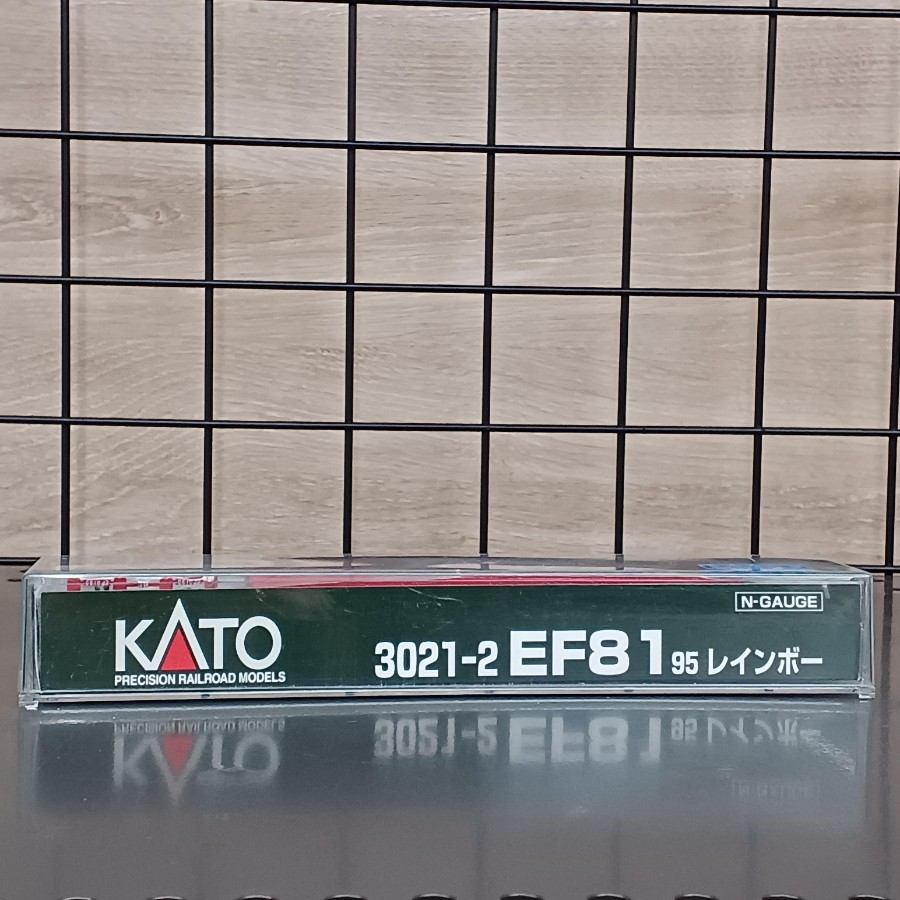 N-GAUGE
KATO
PRECISION RAILROAD MODELS
3021-2 EF81 95 レインボー